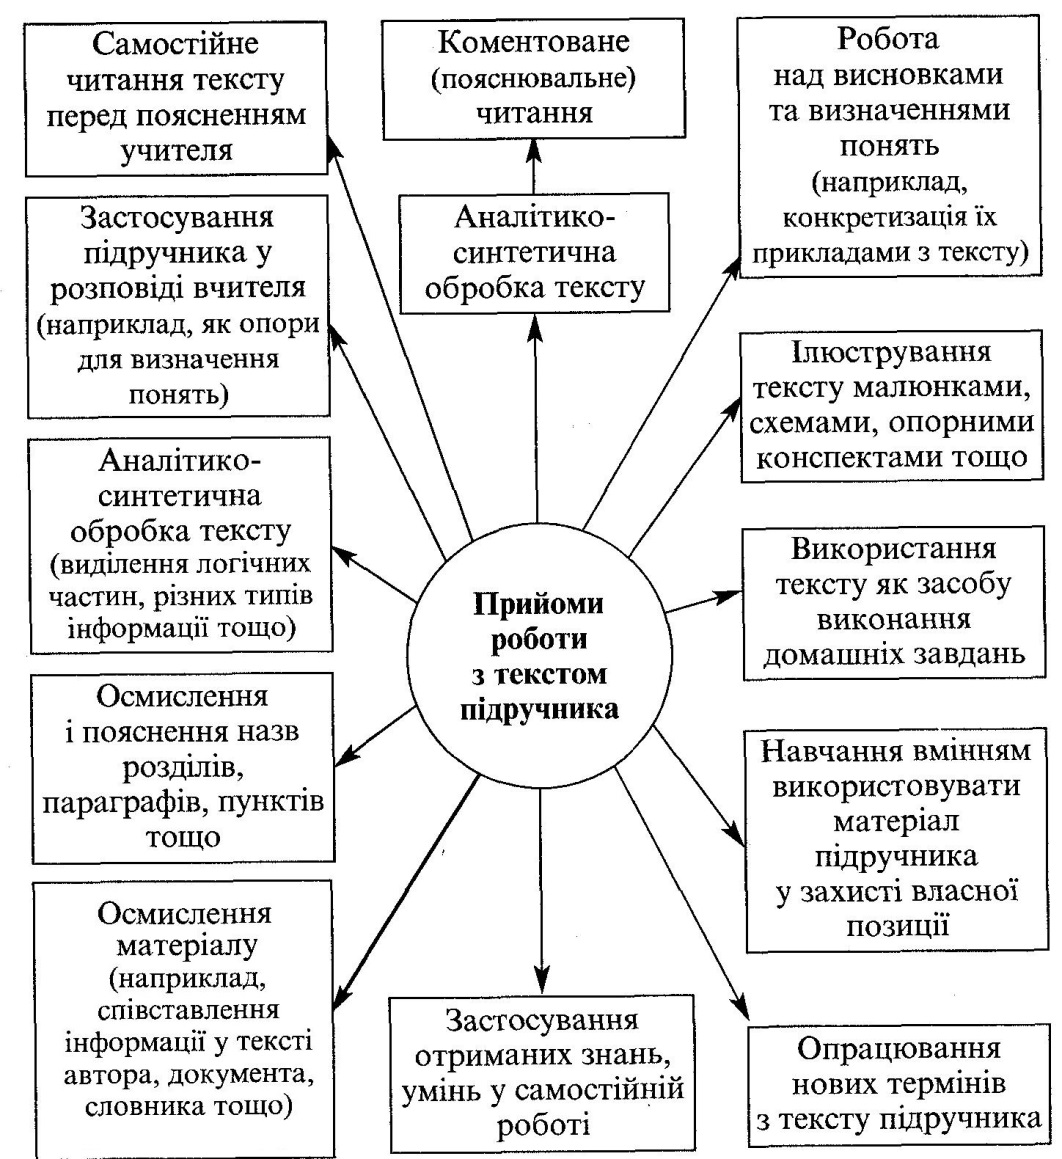 Самостійне
читання тексту
перед поясненням
учителя
Коментоване
(пояснювальне)
читання
Робота
над висновками
та визначеннями
понять
(наприклад,
конкретизація їх
прикладами з тексту)
Застосування
підручника у
розповіді вчителя
(наприклад, як опори
для визначення
понять)
Аналітико-
синтетична
обробка тексту
Ілюстрування
тексту малюнками,
схемами, опорними
конспектами тощо
Аналітико-
синтетична
обробка тексту
(виділення логічних
частин, різних типів
інформації тощо)
Прийоми
роботи
з текстом
підручника
Використання
тексту як засобу
виконання
домашніх завдань
Осмислення
і пояснення назв
розділів,
параграфів, пунктів
тощо
Навчання вмінням
використовувати
матеріал
підручника
у захисті власної
позиції
Осмислення
матеріалу
(наприклад,
співставлення
інформації у тексті
автора, документа,
словника тощо)
Застосування
отриманих знань,
умінь у самостійній
роботі
Опрацювання
нових термінів
з тексту підручника